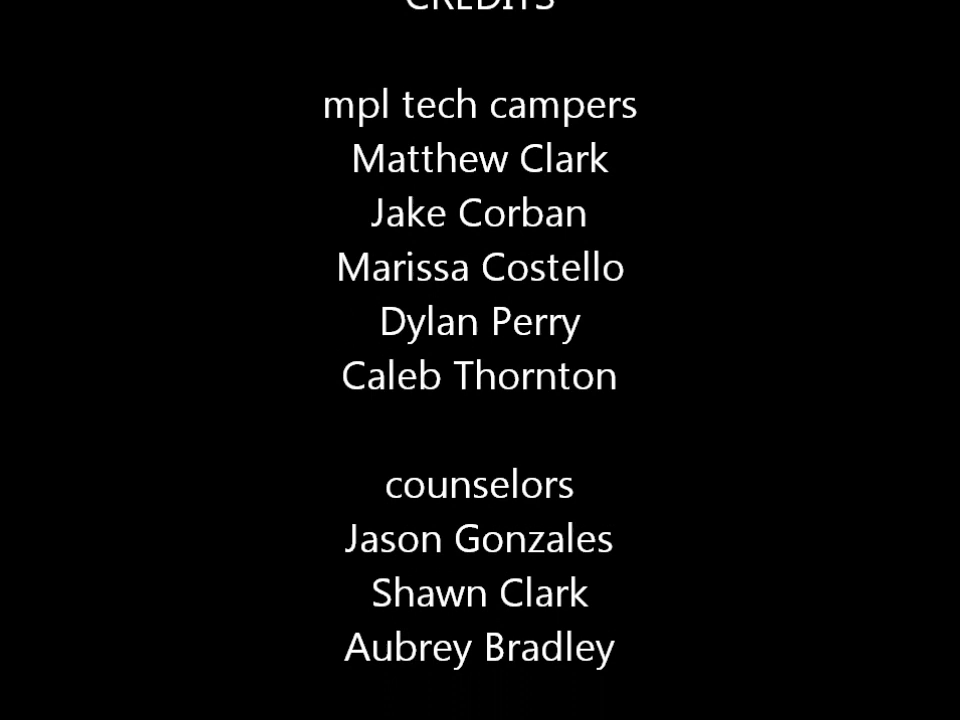 CREDITS
mpl tech campers
Matthew Clark
Jake Corban
Marissa Costello
Dylan Perry
Caleb Thornton
counselors
Jason Gonzales
Shawn Clark
Aubrey Bradley